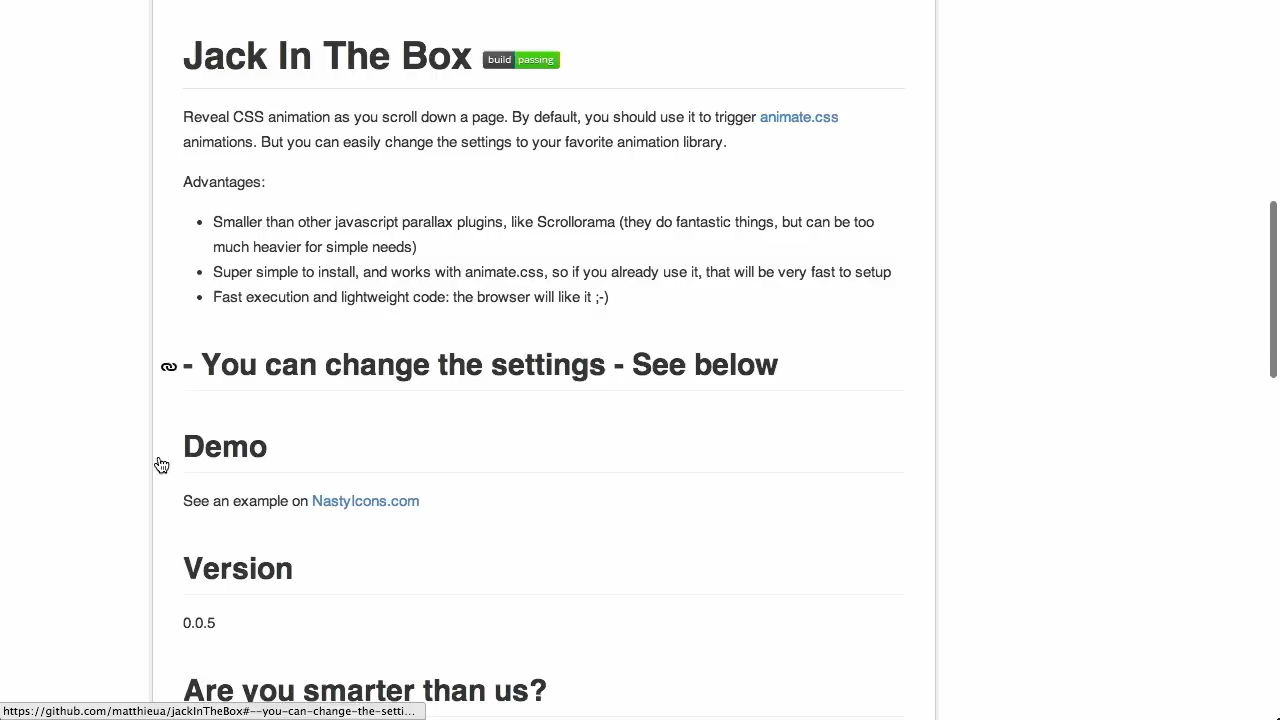 Jack In The Box build passing
Reveal CSS animation as you scroll down a page. By default, you should use it to trigger animate.css
animations. But you can easily change the settings to your favorite animation library.
Advantages:
• Smaller than other javascript parallax plugins, like Scrollorama (they do fantastic things, but can be too
much heavier for simple needs)
• Super simple to install, and works with animate.css, so if you already use it, that will be very fast to setup
• Fast execution and lightweight code: the browser will like it ;-)
- You can change the settings - See below
Demo
See an example on NastyIcons.com
Version
0.0.5
Are you smarter than us?
https://github.com/matthieua/jackInTheBox#--you-can-change-the-setti...